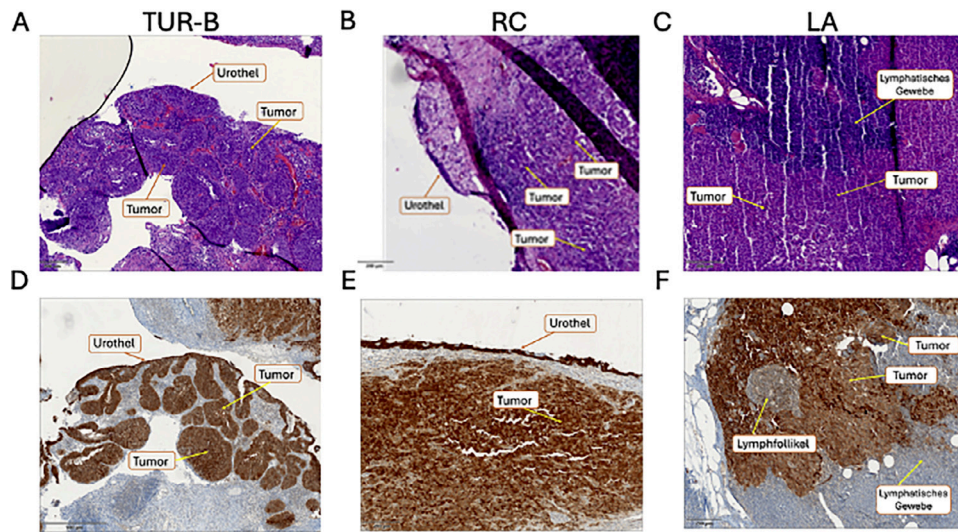 TUR-B
RC
LA
A
B
C
Urothel
Tumor
Tumor
Urothel
Tumor
Tumor
Tumor
Lymphatisches
Gewebe
Tumor
Tumor
D
E
F
Urothel
Tumor
Tumor
Urothel
Tumor
Tumor
Tumor
Lymphfollikel
Lymphatisches
Gewebe